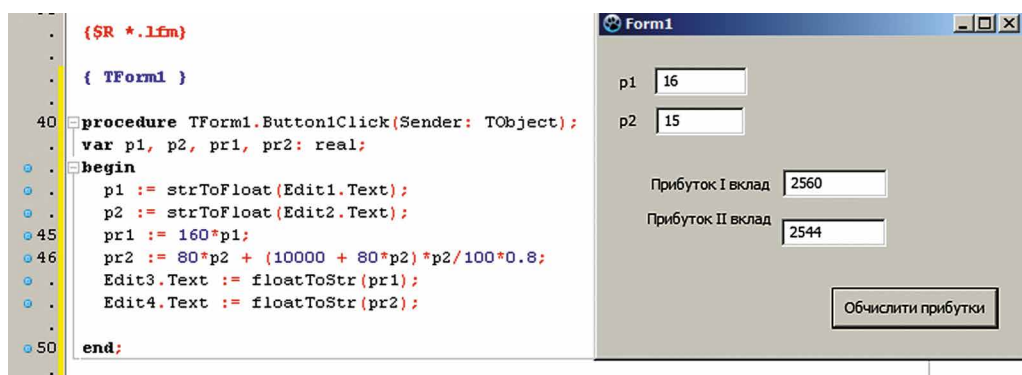 {$R *.lfm}
{ TForm1 }
40 procedure TForm1.Button1Click(Sender: TObject);
var p1, p2, pr1, pr2: real;
begin
p1 := strToFloat(Edit1.Text);
p2 := strToFloat(Edit2.Text);
45 pr1 := 160*p1;
46 pr2 := 80*p2 + (10000 + 80*p2)*p2/100*0.8;
Edit3.Text := floatToStr(pr1);
Edit4.Text := floatToStr(pr2);
50 end;
Form1
p1 16
p2 15
Прибуток I вклад 2560
Прибуток II вклад 2544
Обчислити прибутки